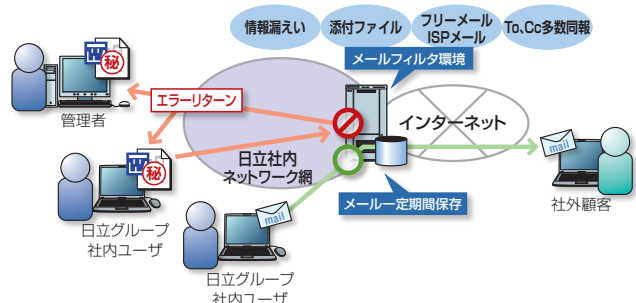 情報漏えい
添付ファイル
フリーメール
ISPメール
To、Cc多数同報
メールフィルタ環境
W
秘
エラーリターン
管理者
インターネット
W
秘
日立社内
ネットワーク網
mail
社外顧客
メール一定期間保存
日立グループ
社内ユーザ
mail
日立グループ
社内ユーザ